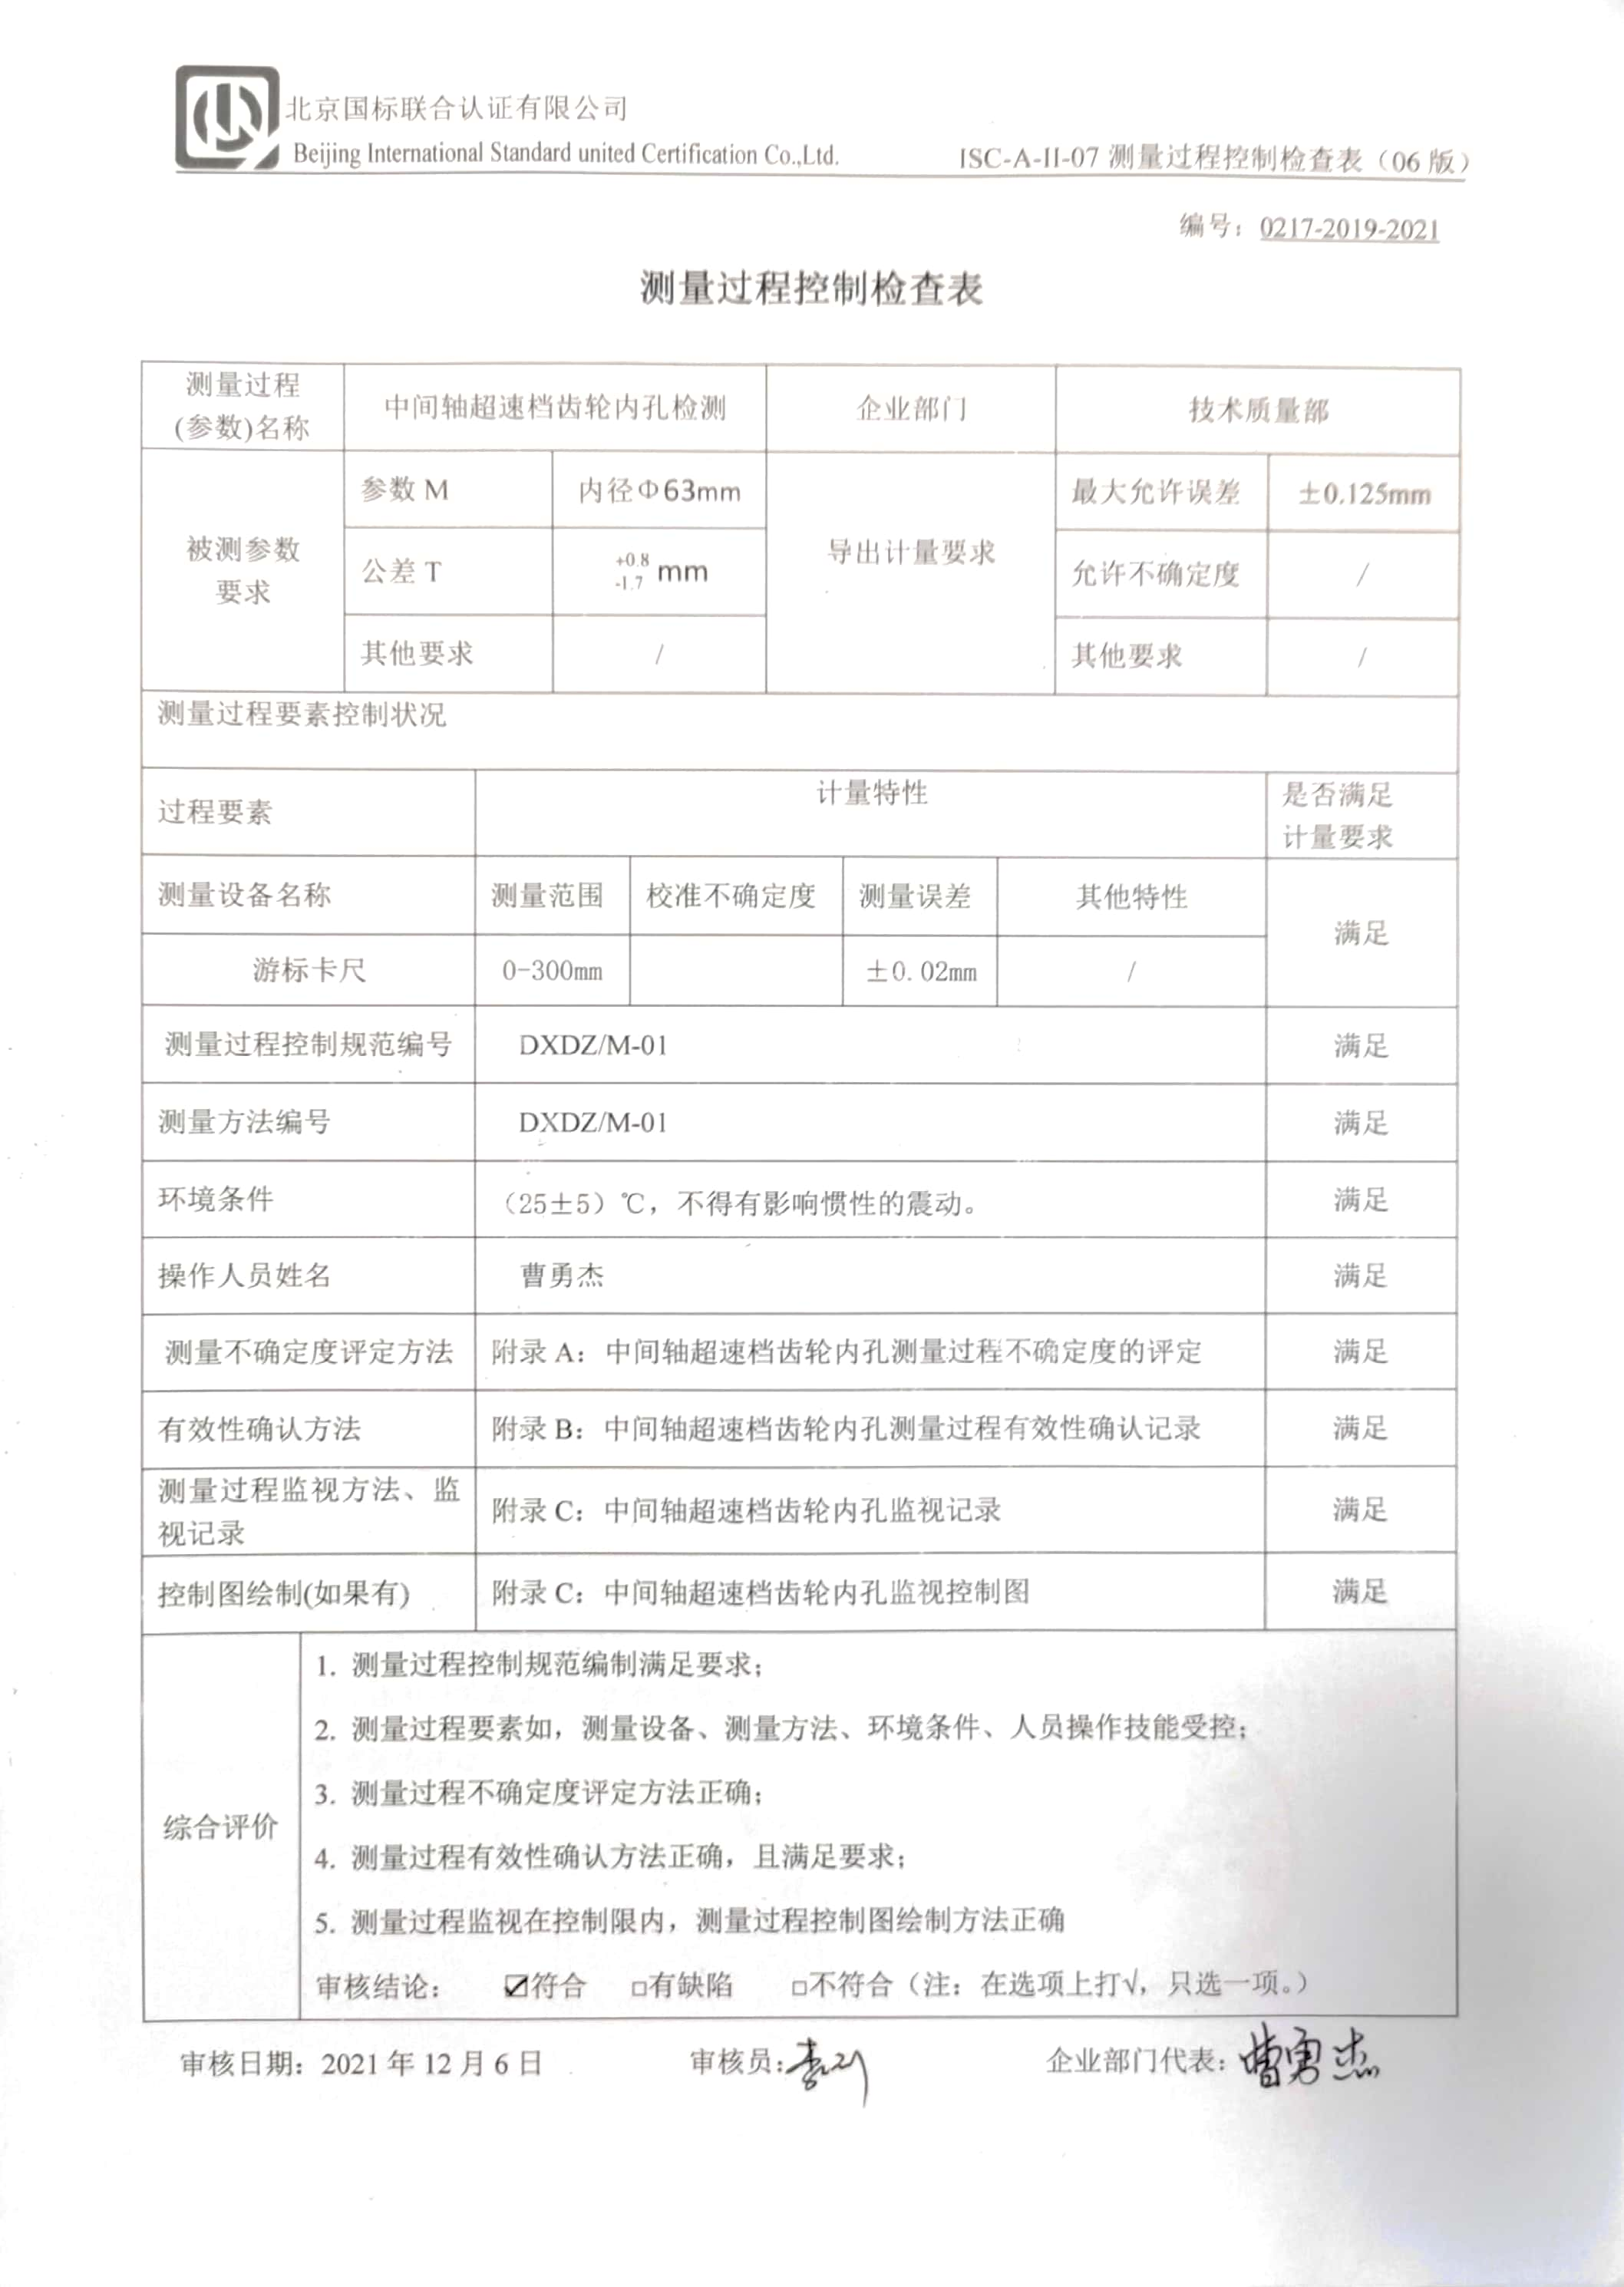 北京国标联合认证有限公司
Beijing International Standard united Certification Co.,Ltd.
ISC-A-II-07 测量过程控制检查表（06 版）
编号：0217-2019-2021
测量过程控制检查表
测量过程
(参数)名称
中间轴超速档齿轮内孔检测
企业部门
技术质量部
被测参数
要求
参数 M
内径Φ63mm
导出计量要求
最大允许误差
±0.125mm
公差 T
+0.8
-1.7 mm
允许不确定度
/
其他要求
/
其他要求
/
测量过程要素控制状况
过程要素
计量特性
是否满足
计量要求
测量设备名称
测量范围
校准不确定度
测量误差
其他特性
满足
游标卡尺
0-300mm
±0.02mm
/
测量过程控制规范编号
DXDZ/M-01
满足
测量方法编号
DXDZ/M-01
满足
环境条件
（25±5）℃，不得有影响惯性的震动。
满足
操作人员姓名
曹勇杰
满足
测量不确定度评定方法
附录 A：中间轴超速档齿轮内孔测量过程不确定度的评定
满足
有效性确认方法
附录 B：中间轴超速档齿轮内孔测量过程有效性确认记录
满足
测量过程监视方法、监
视记录
附录 C：中间轴超速档齿轮内孔监视记录
满足
控制图绘制(如果有)
附录 C：中间轴超速档齿轮内孔监视控制图
满足
综合评价
1. 测量过程控制规范编制满足要求；
2. 测量过程要素如，测量设备、测量方法、环境条件、人员操作技能受控；
3. 测量过程不确定度评定方法正确；
4. 测量过程有效性确认方法正确，且满足要求；
5. 测量过程监视在控制限内，测量过程控制图绘制方法正确
审核结论： ☑符合 □有缺陷 □不符合（注：在选项上打√，只选一项。）
审核日期：2021 年 12 月 6 日
审核员：
企业部门代表：曹勇杰